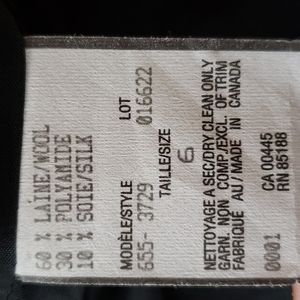 60 % LAINE/WOOL
30 % POLYAMIDE
10 % SOIE/SILK
MODÈLE/STYLE LOT
655- 3729 016622
TAILLE/SIZE
6
NETTOYAGE A SEC/DRY CLEAN ONLY
GARN. NON COMP./EXCL. OF TRIM
FABRIQUE AU / MADE IN CANADA
CA 00445
0001 RN 85188